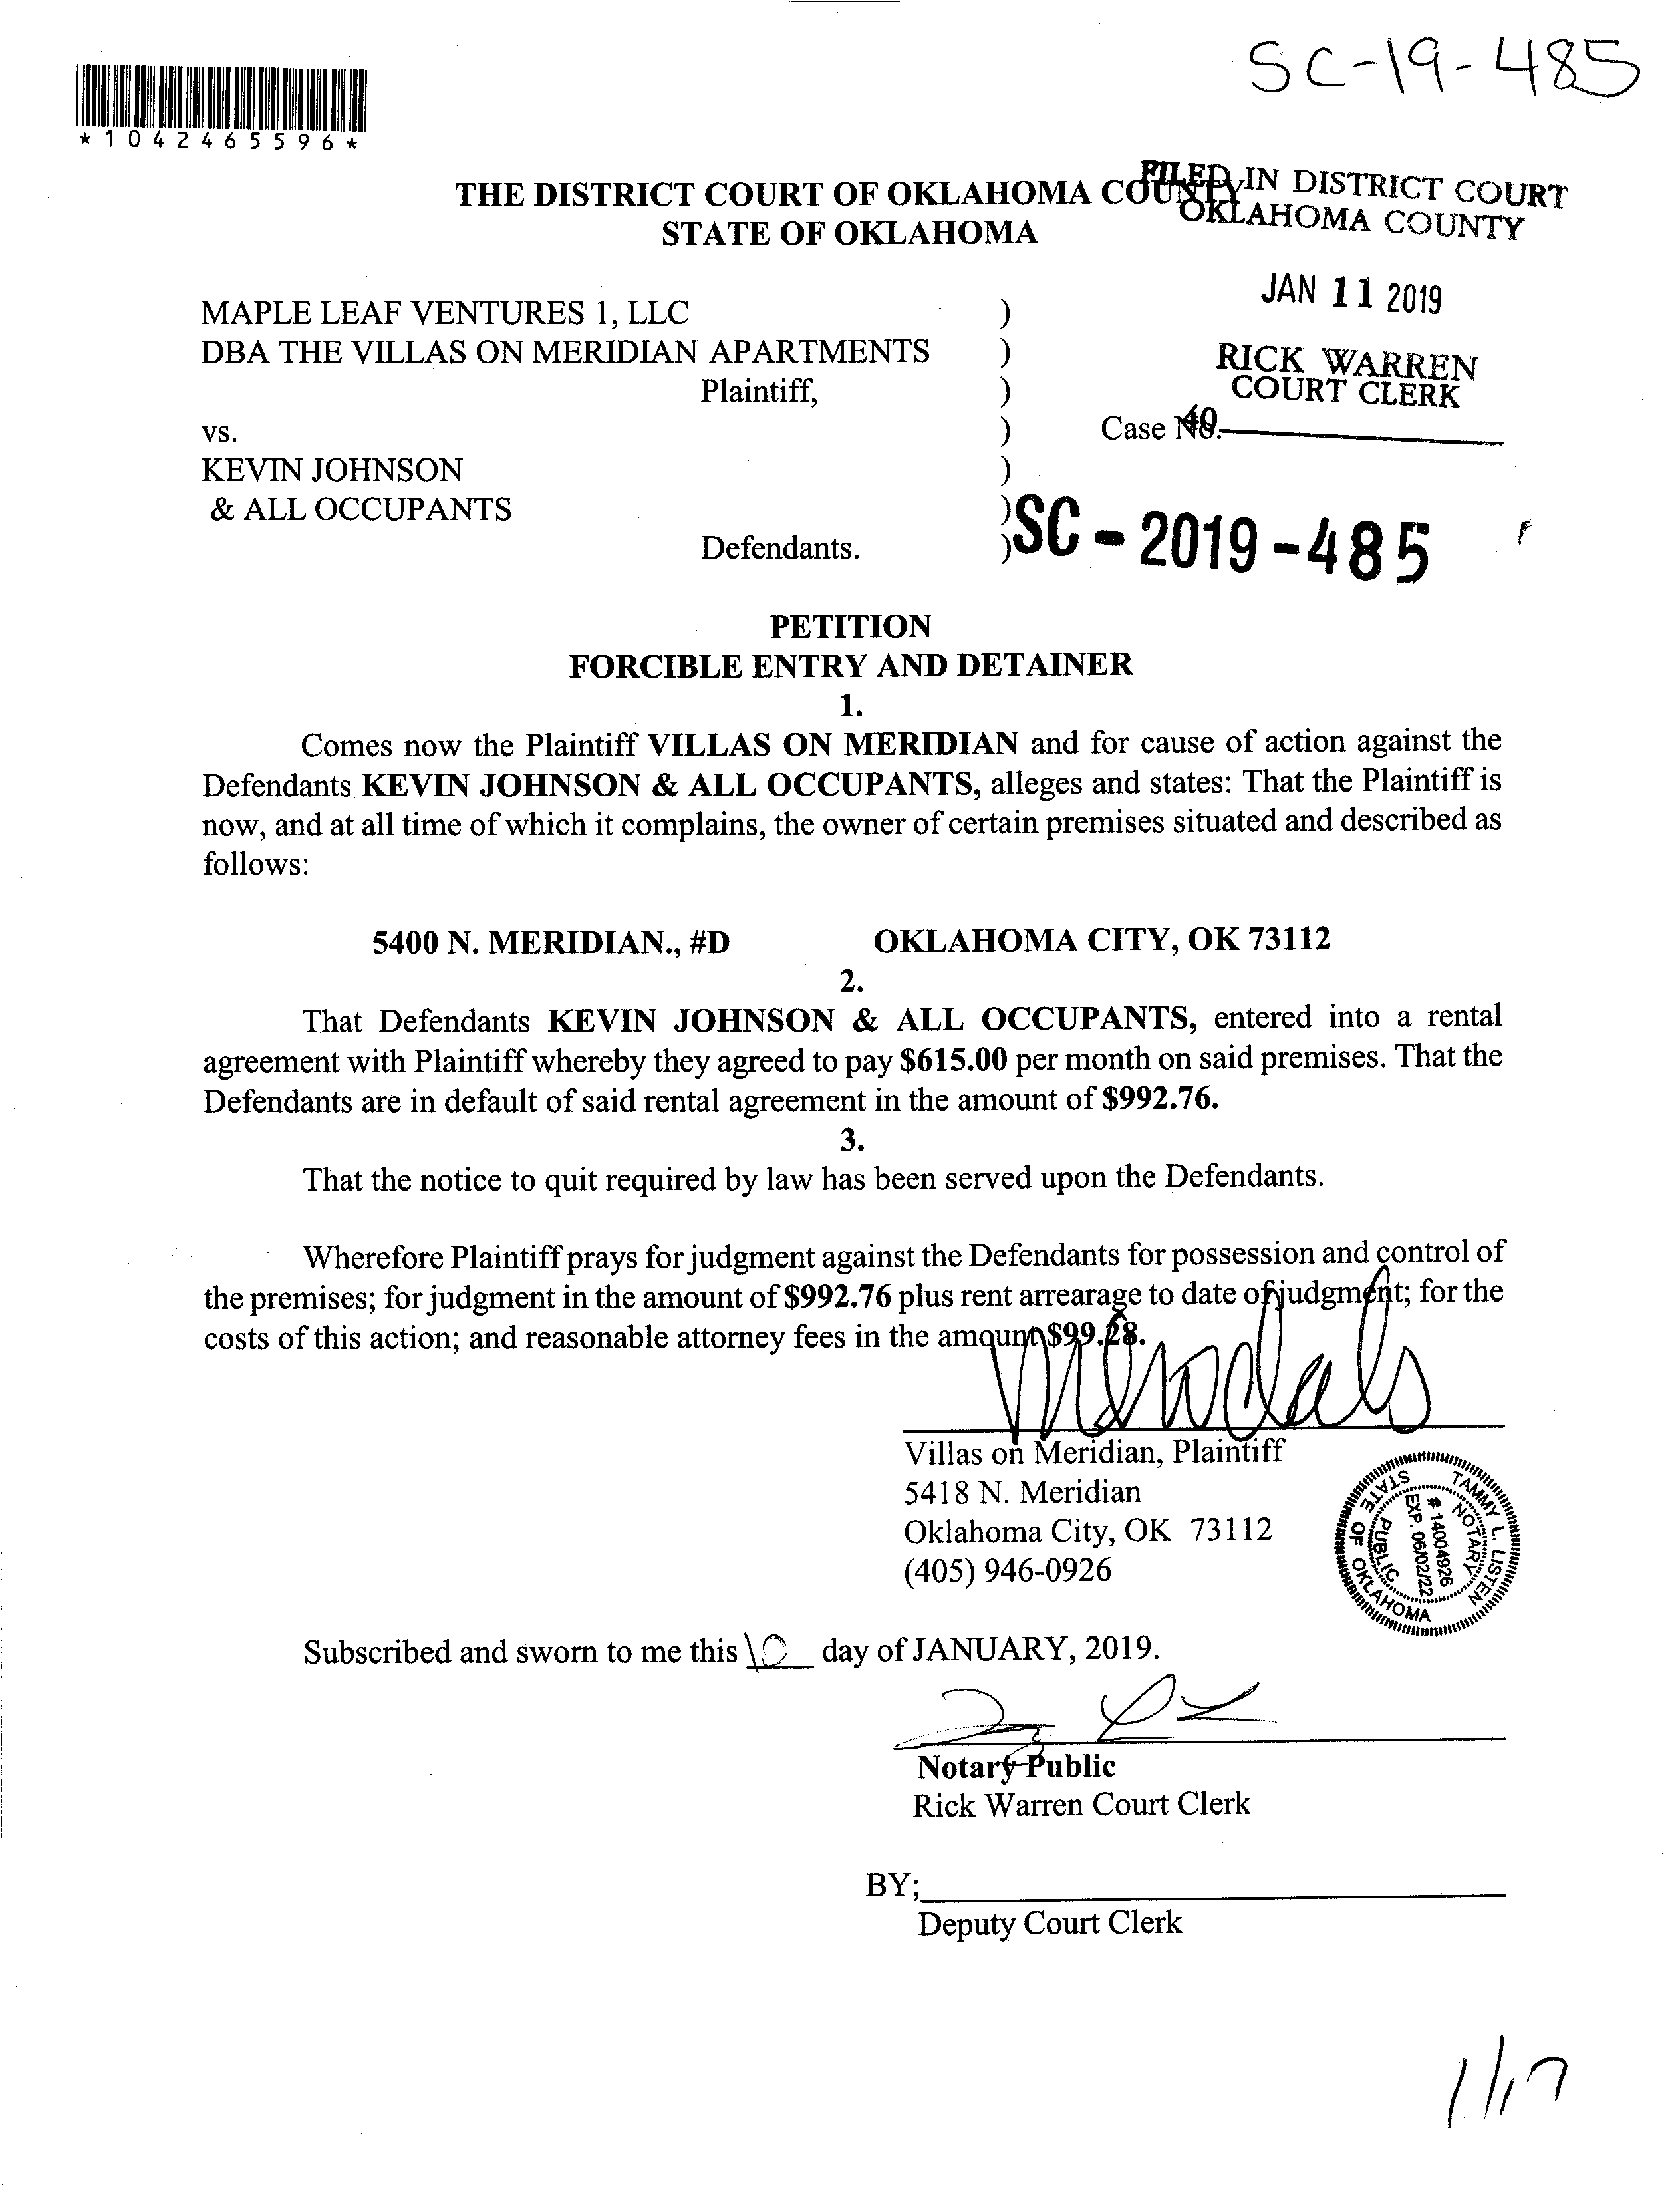 SC-19-485
*1042465596*
THE DISTRICT COURT OF OKLAHOMA COUNTY
STATE OF OKLAHOMA
FILED IN DISTRICT COURT
OKLAHOMA COUNTY
JAN 11 2019
RICK WARREN
COURT CLERK
40
MAPLE LEAF VENTURES 1, LLC )
DBA THE VILLAS ON MERIDIAN APARTMENTS )
Plaintiff, )
vs. ) Case No.
KEVIN JOHNSON )
& ALL OCCUPANTS )
Defendants. )
SC-2019-485
PETITION
FORCIBLE ENTRY AND DETAINER
1.
Comes now the Plaintiff VILLAS ON MERIDIAN and for cause of action against the
Defendants KEVIN JOHNSON & ALL OCCUPANTS, alleges and states: That the Plaintiff is
now, and at all time of which it complains, the owner of certain premises situated and described as
follows:
5400 N. MERIDIAN., #D OKLAHOMA CITY, OK 73112
2.
That Defendants KEVIN JOHNSON & ALL OCCUPANTS, entered into a rental
agreement with Plaintiff whereby they agreed to pay $615.00 per month on said premises. That the
Defendants are in default of said rental agreement in the amount of $992.76.
3.
That the notice to quit required by law has been served upon the Defendants.
Wherefore Plaintiff prays for judgment against the Defendants for possession and control of
the premises; for judgment in the amount of $992.76 plus rent arrearage to date of judgment; for the
costs of this action; and reasonable attorney fees in the amount $99.28.
Villas on Meridian, Plaintiff
5418 N. Meridian
Oklahoma City, OK 73112
(405) 946-0926
TAMMY L. LISTEN
NOTARY PUBLIC
# 14004926
EXP. 06/02/22
STATE OF OKLAHOMA
Subscribed and sworn to me this 10 day of JANUARY, 2019.
Notary Public
Rick Warren Court Clerk
BY;
Deputy Court Clerk
1/17